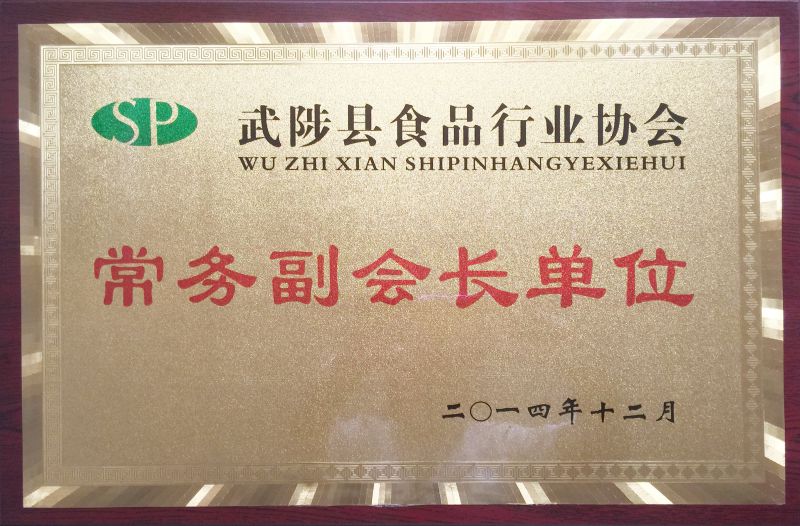 SP
武陟县食品行业协会
WU ZHI XIAN SHIPINHANGYEXIEHUI
常务副会长单位
二〇一四年十二月